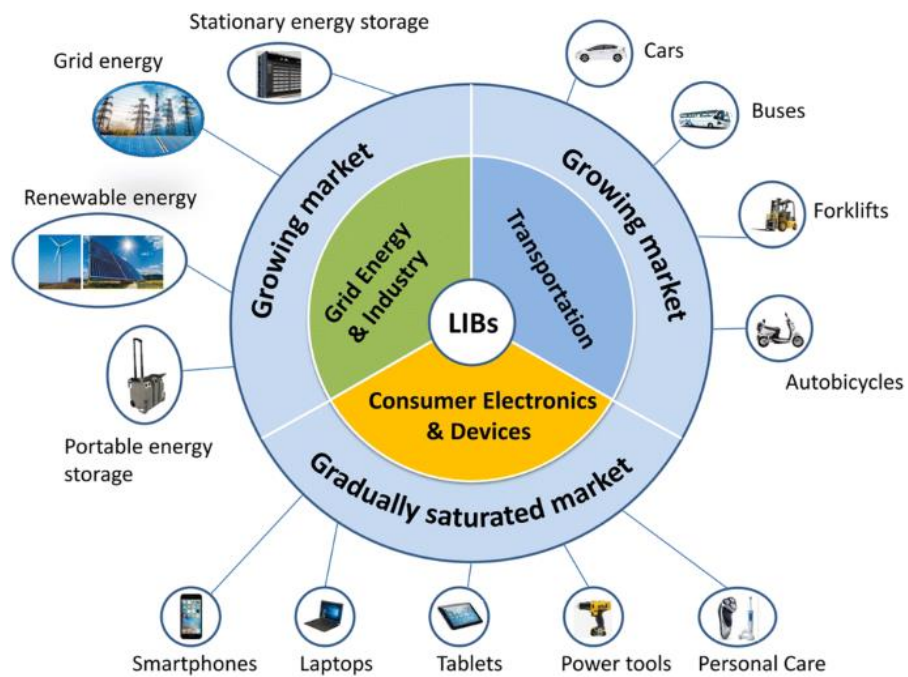 Stationary energy storage
Grid energy
Renewable energy
Portable energy
storage
Cars
Buses
Forklifts
Autobicycles
Growing market
Growing market
Gradually saturated market
Grid Energy
& Industry
Transportation
LIBs
Consumer Electronics
& Devices
Smartphones
Laptops
Tablets
Power tools
Personal Care